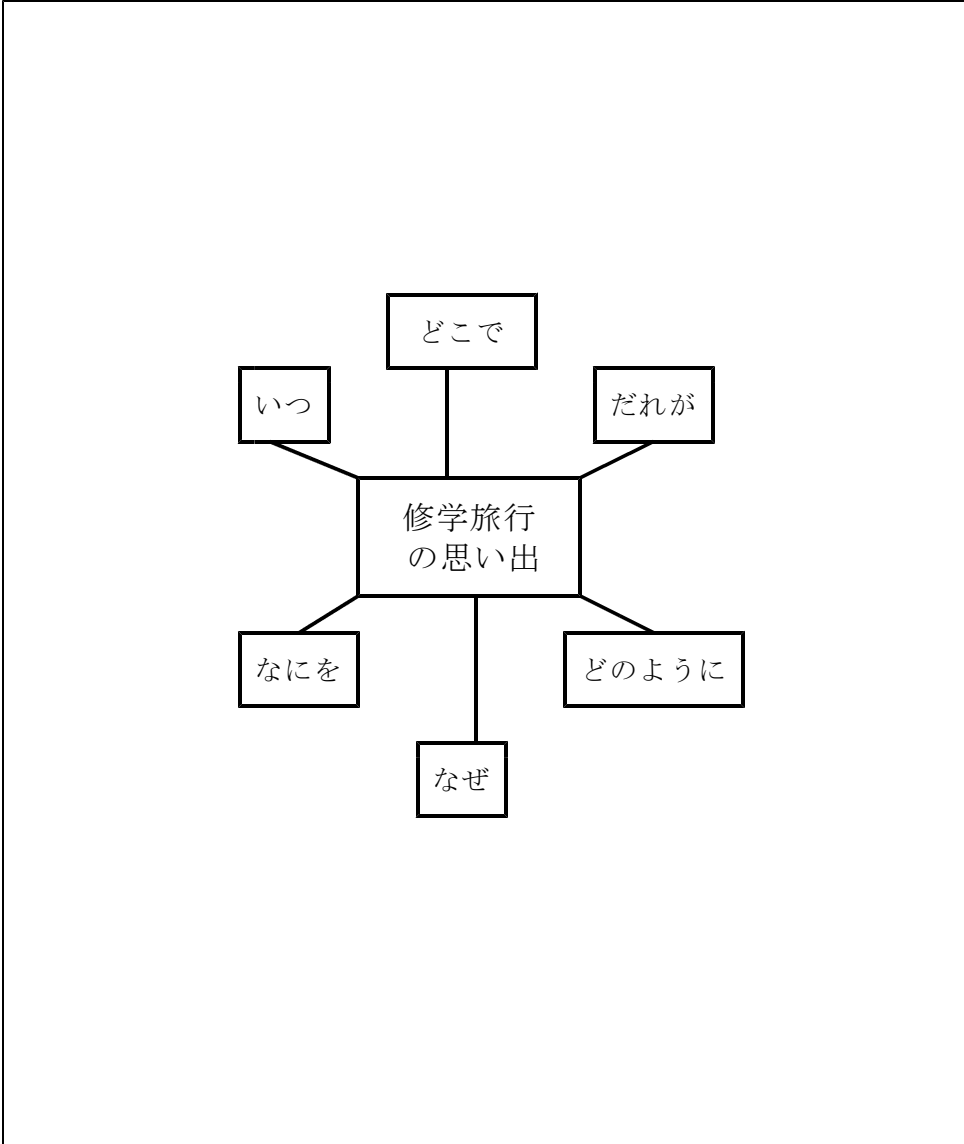 どこで
いつ
だれが
修学旅行
の思い出
なにを
どのように
なぜ